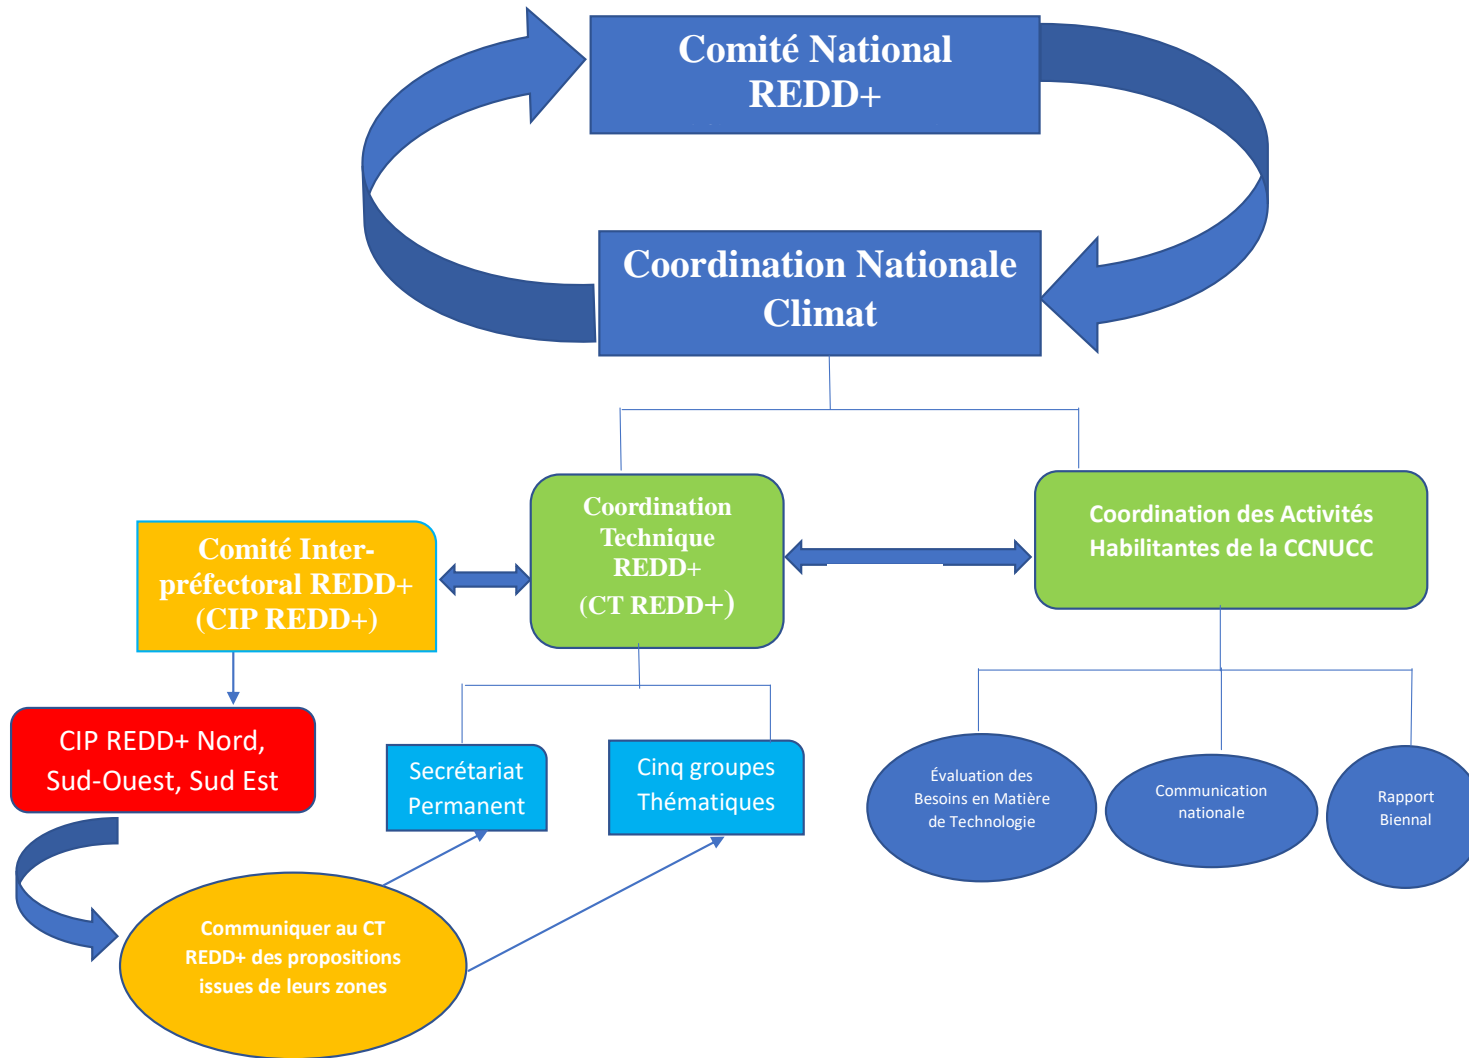 Comité National
REDD+
Coordination Nationale
Climat
Coordination
Technique
REDD+
(CT REDD+)
Coordination des Activités
Habilitantes de la CCNUCC
Comité Inter-
préfectoral REDD+
(CIP REDD+)
CIP REDD+ Nord,
Sud-Ouest, Sud Est
Secrétariat
Permanent
Cinq groupes
Thématiques
Évaluation des
Besoins en Matière
de Technologie
Communication
nationale
Rapport
Biennal
Communiquer au CT
REDD+ des propositions
issues de leurs zones